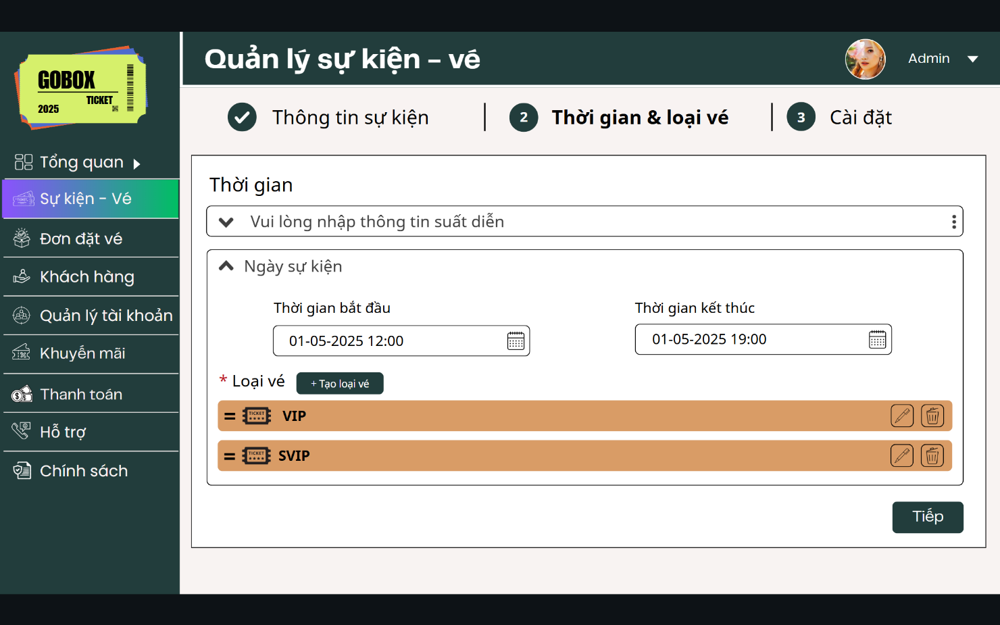 GOBOX
TICKET
2025
Tổng quan
Sự kiện - Vé
Đơn đặt vé
Khách hàng
Quản lý tài khoản
Khuyến mãi
Thanh toán
Hỗ trợ
Chính sách
Quản lý sự kiện – vé
Admin
Thông tin sự kiện
2 Thời gian & loại vé
3 Cài đặt
Thời gian
Vui lòng nhập thông tin suất diễn
Ngày sự kiện
Thời gian bắt đầu
Thời gian kết thúc
01-05-2025 12:00
01-05-2025 19:00
* Loại vé
+ Tạo loại vé
TICKET
VIP
TICKET
SVIP
Tiếp